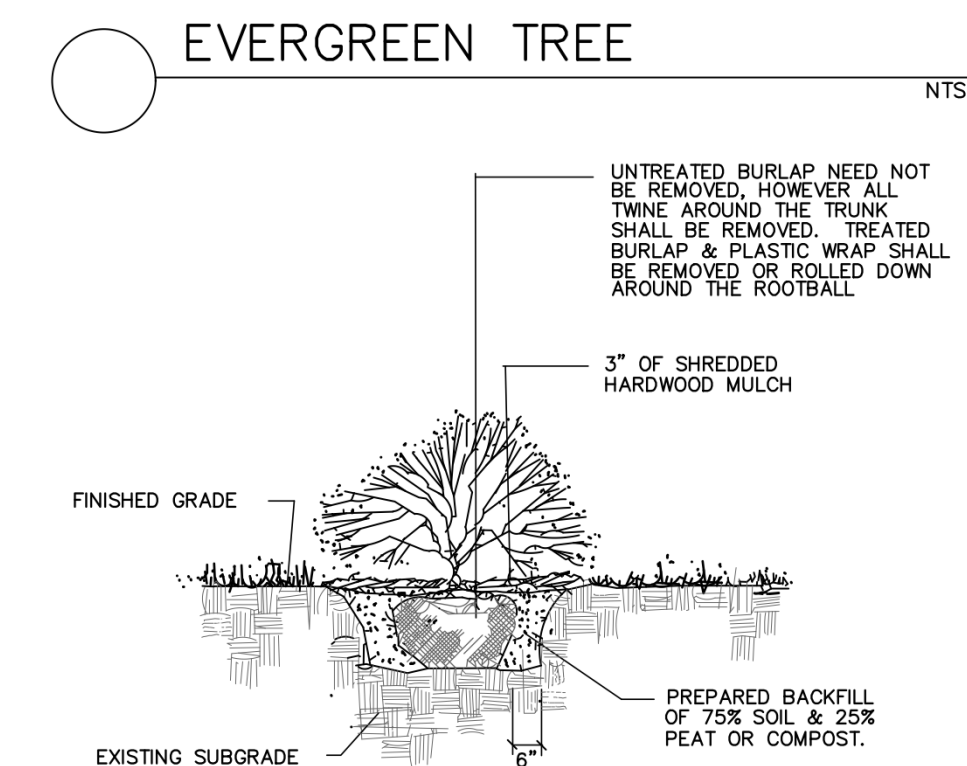 EVERGREEN TREE
NTS
UNTREATED BURLAP NEED NOT
BE REMOVED, HOWEVER ALL
TWINE AROUND THE TRUNK
SHALL BE REMOVED. TREATED
BURLAP & PLASTIC WRAP SHALL
BE REMOVED OR ROLLED DOWN
AROUND THE ROOTBALL
3" OF SHREDDED
HARDWOOD MULCH
FINISHED GRADE
PREPARED BACKFILL
OF 75% SOIL & 25%
PEAT OR COMPOST.
EXISTING SUBGRADE
6"